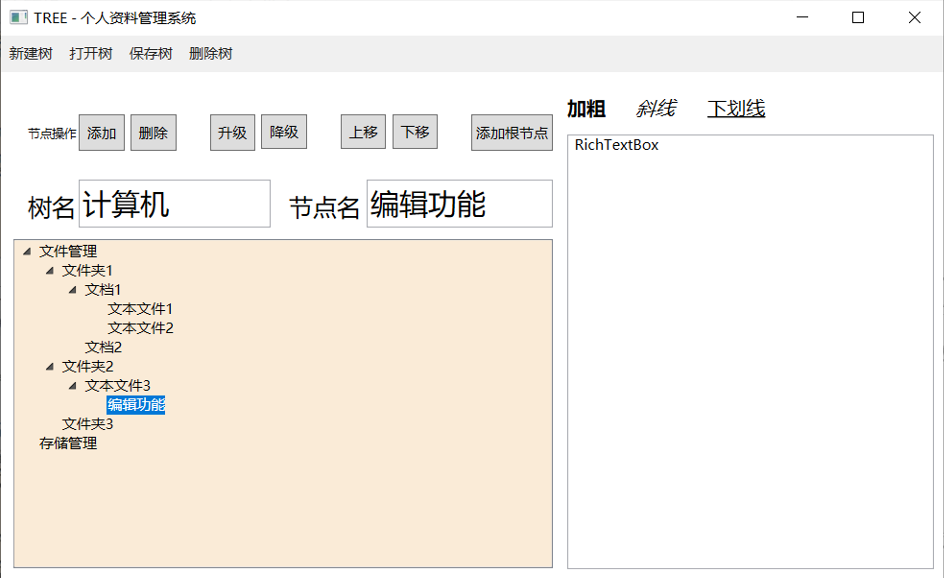 TREE - 个人资料管理系统
新建树 打开树 保存树 删除树
节点操作 添加 删除 升级 降级 上移 下移 添加根节点
树名 计算机 节点名 编辑功能
文件管理
文件夹1
文档1
文本文件1
文本文件2
文档2
文件夹2
文本文件3
编辑功能
文件夹3
存储管理
加粗 斜线 下划线
RichTextBox